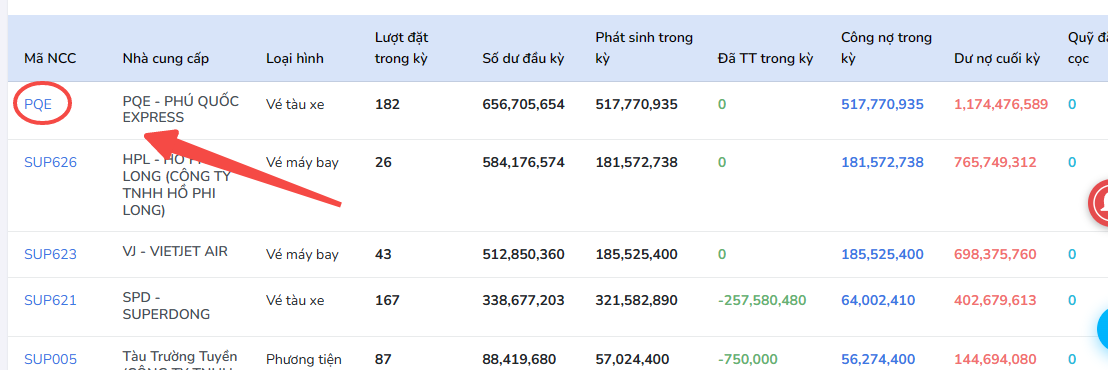 Mã NCC Nhà cung cấp Loại hình Lượt đặt trong kỳ Số dư đầu kỳ Phát sinh trong kỳ Đã TT trong kỳ Công nợ trong kỳ Dư nợ cuối kỳ Quỹ cọc
PQE PQE - PHÚ QUỐC Vé tàu xe 182 656,705,654 517,770,935 0 517,770,935 1,174,476,589 0
EXPRESS
SUP626 HPL - Vé máy bay 26 584,176,574 181,572,738 0 181,572,738 765,749,312 0
LONG (CÔNG TY
TNHH HỒ PHI
LONG)
SUP623 VJ - VIETJET AIR Vé máy bay 43 512,850,360 185,525,400 0 185,525,400 698,375,760 0
SUP621 SPD - Vé tàu xe 167 338,677,203 321,582,890 -257,580,480 64,002,410 402,679,613 0
SUPERDONG
SUP005 Tàu Trường Tuyền Phương tiện 87 88,419,680 57,024,400 -750,000 56,274,400 144,694,080 0